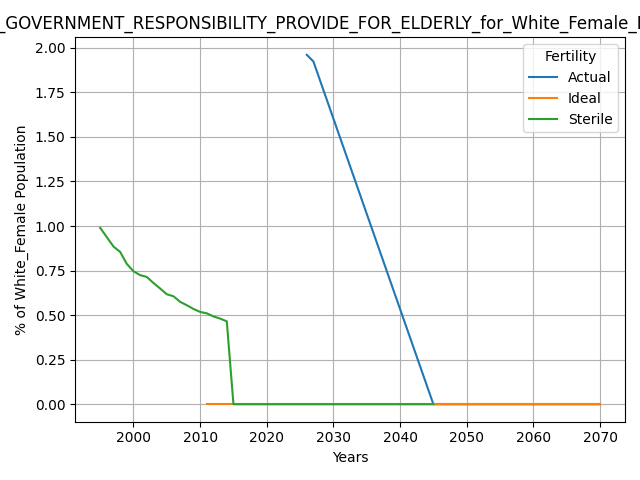 _GOVERNMENT_RESPONSIBILITY_PROVIDE_FOR_ELDERLY_for_White_Female_
Fertility
Actual
Ideal
Sterile
% of White_Female Population
2.00
1.75
1.50
1.25
1.00
0.75
0.50
0.25
0.00
2000 2010 2020 2030 2040 2050 2060 2070
Years